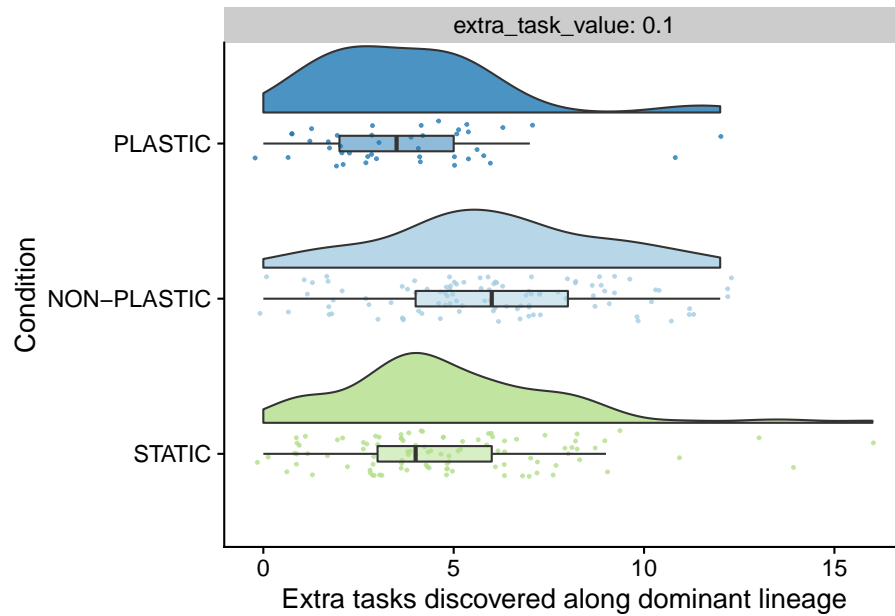 extra_task_value: 0.1
Condition
PLASTIC
NON−PLASTIC
STATIC
0 5 10 15
Extra tasks discovered along dominant lineage